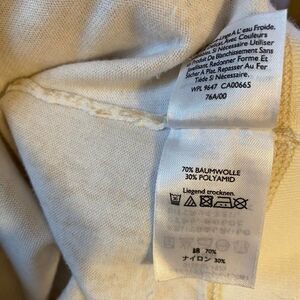 A L'eau Froide,
Avec Couleurs
Si Nécessaire Utiliser
Produit De Blanchissement Sans
Redonner Forme Et
Sécher A Plat. Repasser Au Fer
Tiède Si Nécessaire.
WPL 9647 CA00665
76A/00
70% BAUMWOLLE
30% POLYAMID
Liegend trocknen.
綿 70%
ナイロン 30%